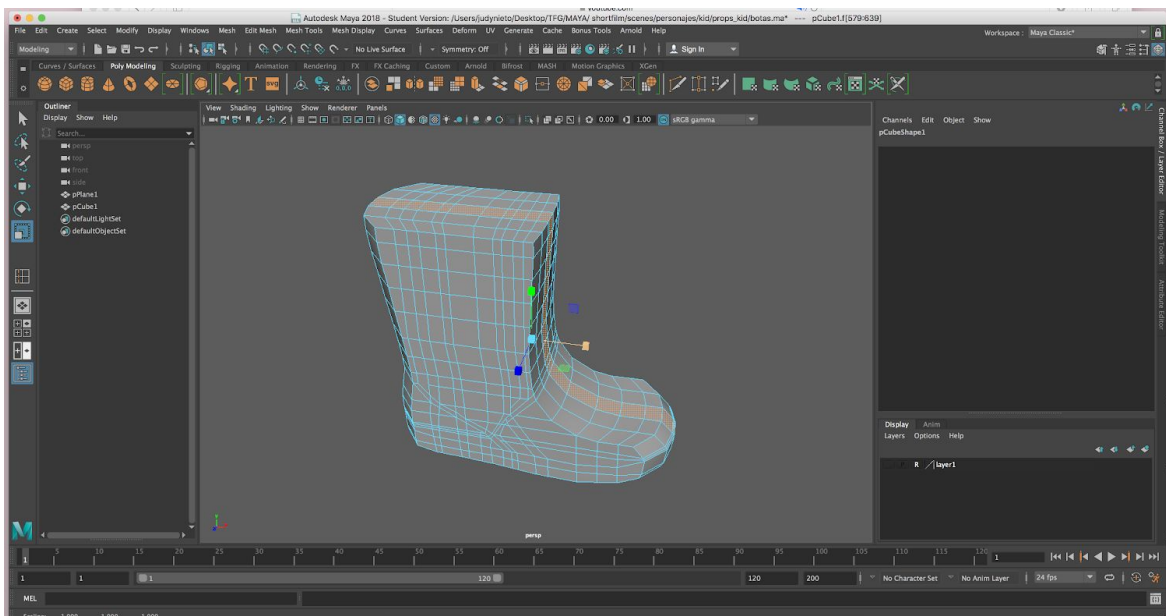 youtube.com
Autodesk Maya 2018 - Student Version: /Users/judynieto/Desktop/TFG/MAYA/ shortfilm/scenes/personajes/kid/props_kid/botas.ma* --- pCube1.f[579:639]
File Edit Create Select Modify Display Windows Mesh Edit Mesh Mesh Tools Mesh Display Curves Surfaces Deform UV Generate Cache Bonus Tools Arnold Help
Workspace: Maya Classic*
Modeling
No Live Surface
Symmetry: Off
Sign In
Curves / Surfaces Poly Modeling Sculpting Rigging Animation Rendering FX FX Caching Custom Arnold Bifrost MASH Motion Graphics XGen
Outliner
Display Show Help
Search...
persp
top
front
side
pPlane1
pCube1
defaultLightSet
defaultObjectSet
View Shading Lighting Show Renderer Panels
0.00 1.00 sRGB gamma
persp
Channels Edit Object Show
pCubeShape1
Channel Box / Layer Editor
Modeling Toolkit
Attribute Editor
Display Anim
Layers Options Help
R layer1
5 10 15 20 25 30 35 40 45 50 55 60 65 70 75 80 85 90 95 100 105 110 115 120
1
1
1 1 1 120 120 200 No Character Set No Anim Layer 24 fps
MEL